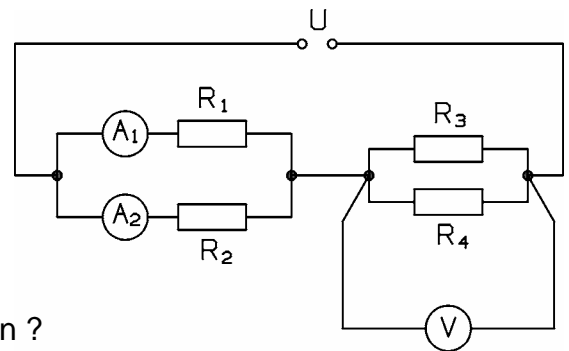 U
R₁ R₃
A₁
A₂
R₂ R₄
V
n ?